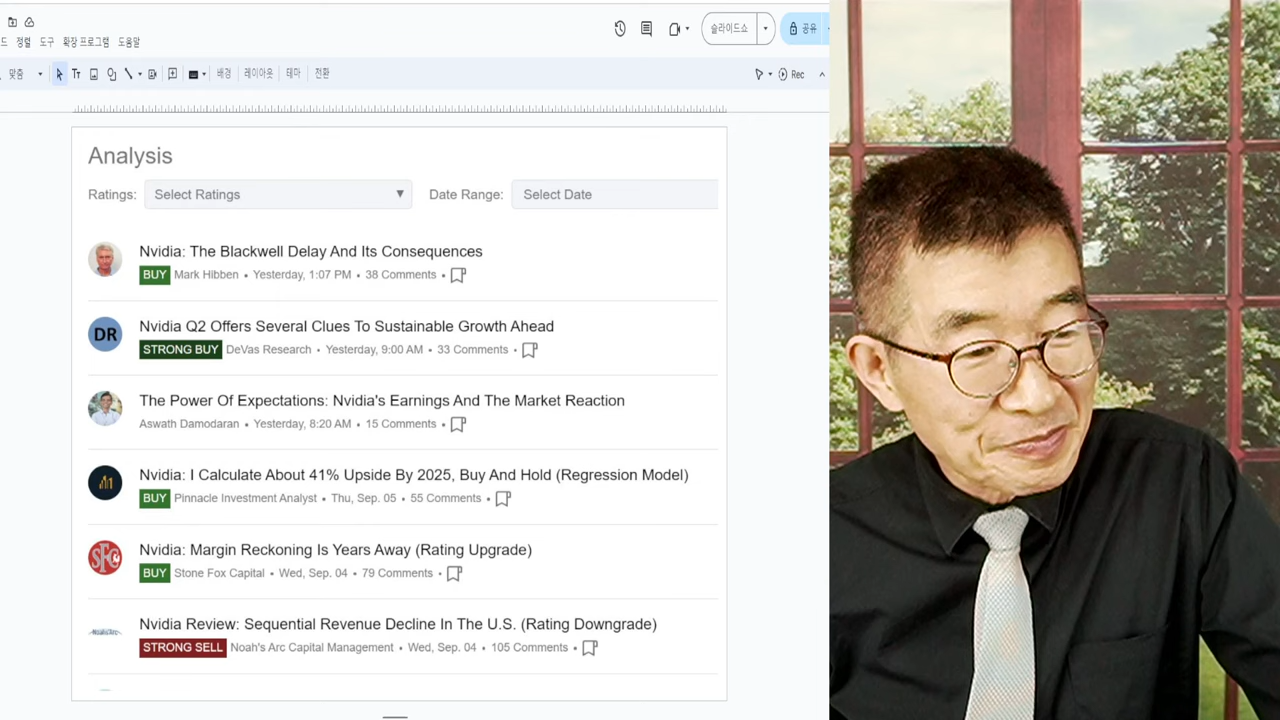 슬라이드쇼
공유
드 정렬 도구 확장 프로그램 도움말
맞춤 배경 레이아웃 테마 전환 Rec
Analysis
Ratings: Select Ratings Date Range: Select Date
Nvidia: The Blackwell Delay And Its Consequences
BUY Mark Hibben • Yesterday, 1:07 PM • 38 Comments •
DR
Nvidia Q2 Offers Several Clues To Sustainable Growth Ahead
STRONG BUY DeVas Research • Yesterday, 9:00 AM • 33 Comments •
The Power Of Expectations: Nvidia's Earnings And The Market Reaction
Aswath Damodaran • Yesterday, 8:20 AM • 15 Comments •
Nvidia: I Calculate About 41% Upside By 2025, Buy And Hold (Regression Model)
BUY Pinnacle Investment Analyst • Thu, Sep. 05 • 55 Comments •
SFC
Nvidia: Margin Reckoning Is Years Away (Rating Upgrade)
BUY Stone Fox Capital • Wed, Sep. 04 • 79 Comments •
Nvidia Review: Sequential Revenue Decline In The U.S. (Rating Downgrade)
STRONG SELL Noah's Arc Capital Management • Wed, Sep. 04 • 105 Comments •